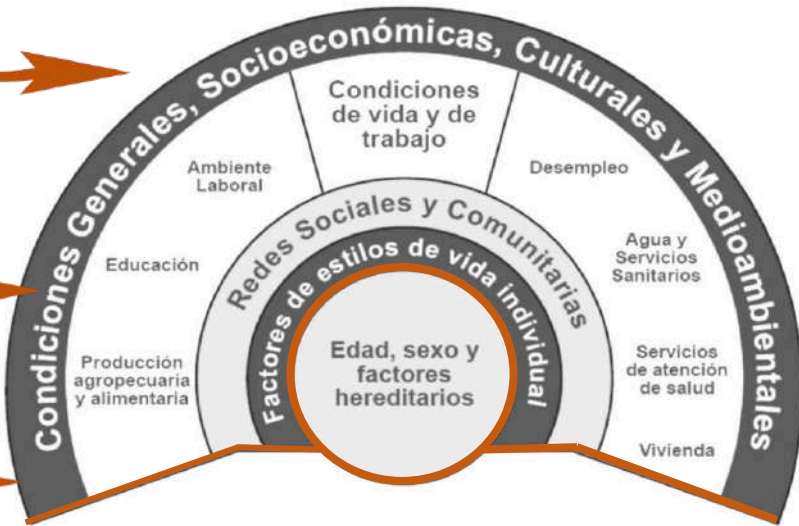 Condiciones Generales, Socioeconómicas, Culturales y Medioambientales
Condiciones
de vida y de
trabajo
Ambiente
Laboral
Desempleo
Educación
Agua y
Servicios
Sanitarios
Producción
agropecuaria
y alimentaria
Servicios
de atención
de salud
Vivienda
Redes Sociales y Comunitarias
Factores de estilos de vida individual
Edad, sexo y
factores
hereditarios